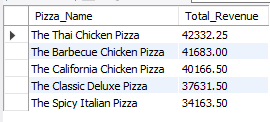 Pizza_Name Total_Revenue
The Thai Chicken Pizza 42332.25
The Barbecue Chicken Pizza 41683.00
The California Chicken Pizza 40166.50
The Classic Deluxe Pizza 37631.50
The Spicy Italian Pizza 34163.50